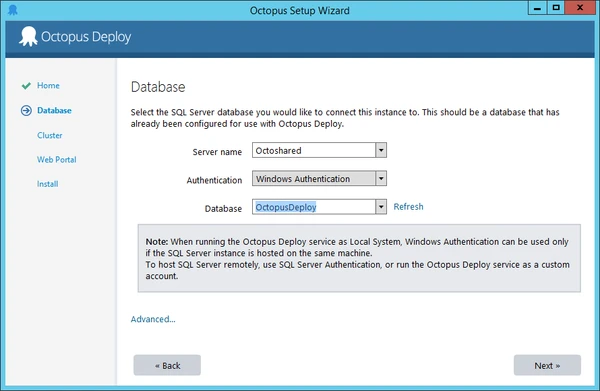 Octopus Setup Wizard
Octopus Deploy
Home
Database
Cluster
Web Portal
Install
Database
Select the SQL Server database you would like to connect this instance to. This should be a database that has
already been configured for use with Octopus Deploy.
Server name Octoshared
Authentication Windows Authentication
Database OctopusDeploy Refresh
Note: When running the Octopus Deploy service as Local System, Windows Authentication can be used only
if the SQL Server instance is hosted on the same machine.
To host SQL Server remotely, use SQL Server Authentication, or run the Octopus Deploy service as a custom
account.
Advanced...
« Back Next »